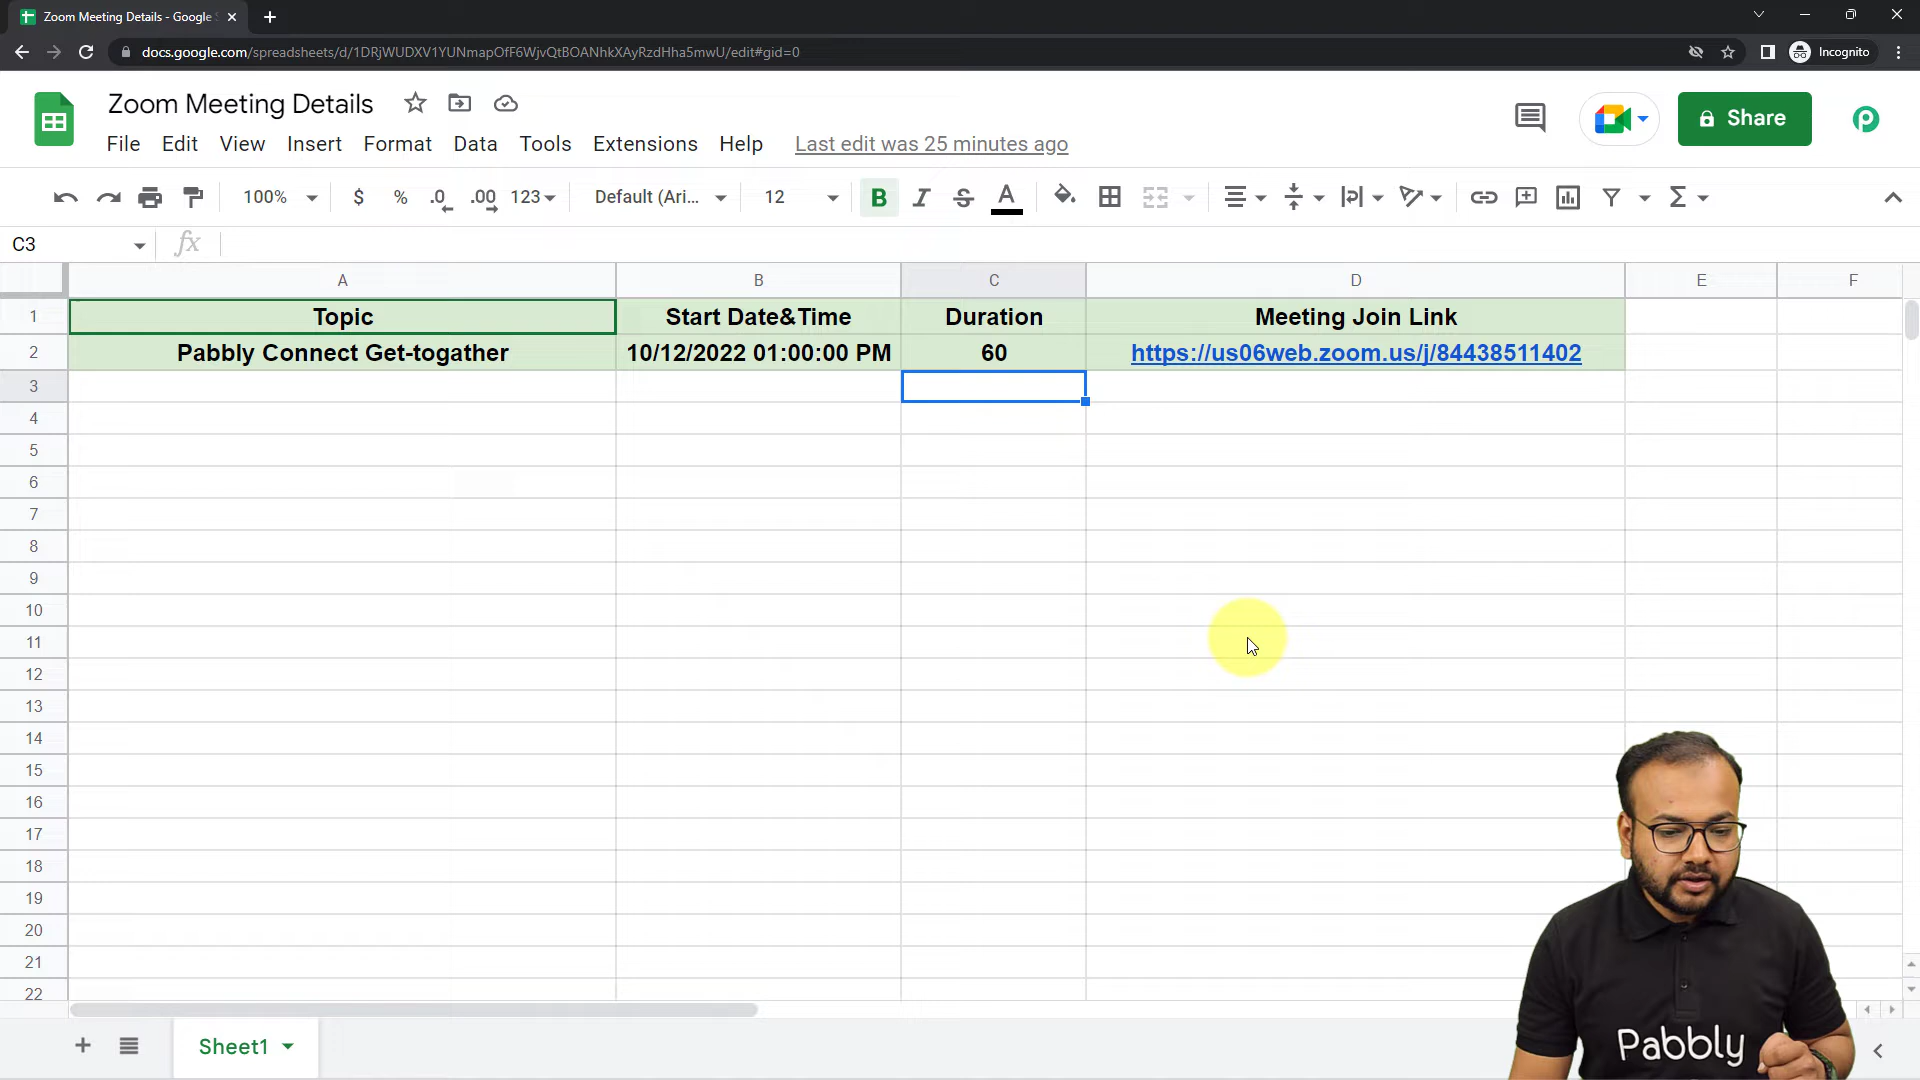 Zoom Meeting Details - Google S
docs.google.com/spreadsheets/d/1DRjWUDXV1YUNmapOfF6WjvQtBOANhkXAyRzdHha5mwU/edit#gid=0
Incognito
Zoom Meeting Details
File Edit View Insert Format Data Tools Extensions Help Last edit was 25 minutes ago
Share
100% $ % .0 .00 123 Default (Ari... 12 B I S A
C3 fx
A B C D E F
1 Topic Start Date&Time Duration Meeting Join Link
2 Pabbly Connect Get-togather 10/12/2022 01:00:00 PM 60 https://us06web.zoom.us/j/84438511402
3
4
5
6
7
8
9
10
11
12
13
14
15
16
17
18
19
20
21
22
Sheet1
Pabbly